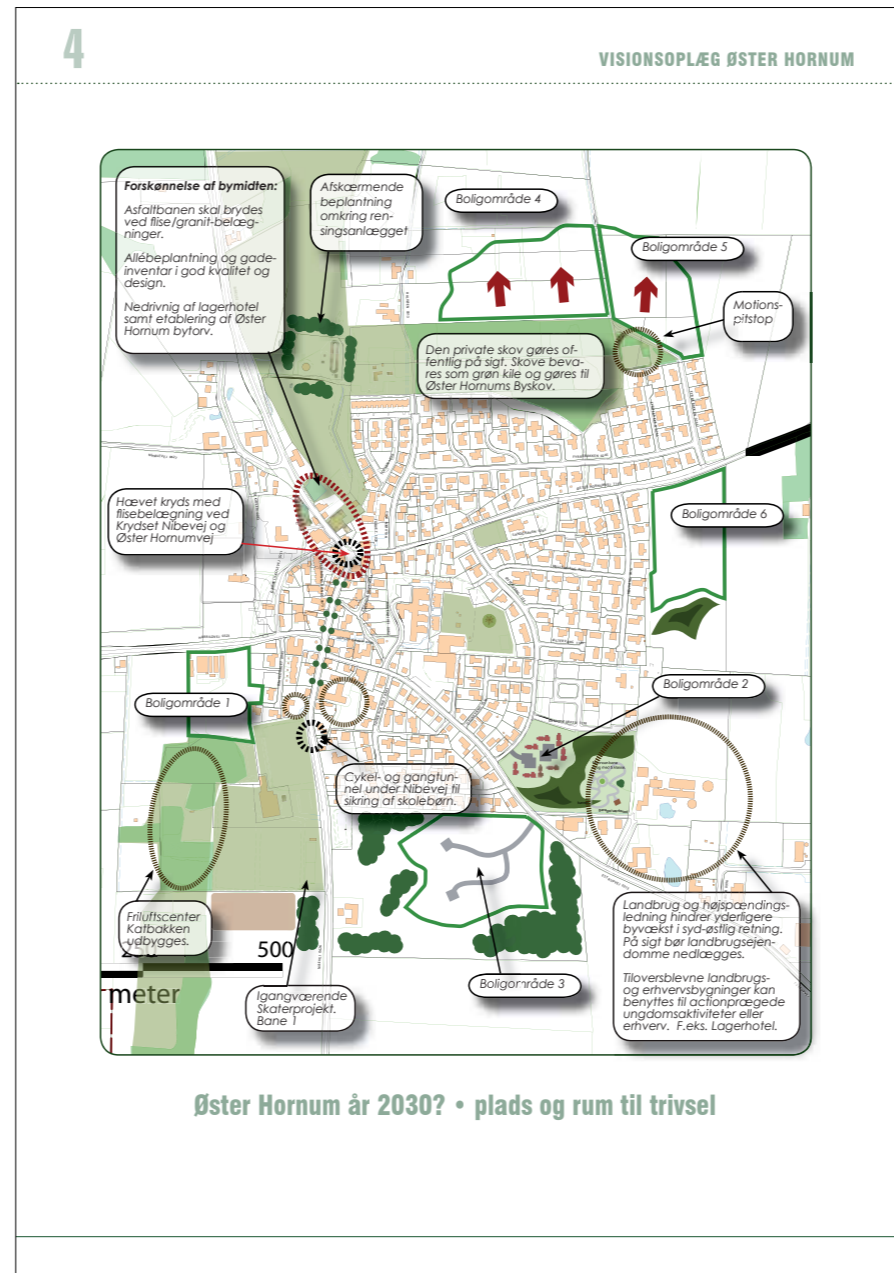 4
VISIONSOPLÆG ØSTER HORNUM
Forskønnelse af bymidten:
Asfaltbanen skal brydes
ved flise/granit-belæg-
ninger.
Allébeplantning og gade-
inventar i god kvalitet og
design.
Nedrivnig af lagerhotel
samt etablering af Øster
Hornum bytorv.
Afskærmende
beplantning
omkring ren-
singsanlægget
Boligområde 4
Boligområde 5
Motions-
pitstop
Den private skov gøres of-
fentlig på sigt. Skove beva-
res som grøn kile og gøres til
Øster Hornums Byskov.
Hævet kryds med
flisebelægning ved
Krydset Nibevej og
Øster Hornumvej
Boligområde 6
Boligområde 1
Boligområde 2
Cykel- og gangtun-
nel under Nibevej til
sikring af skolebørn.
Friluftscenter
Katbakken
udbygges.
250
500
meter
Igangværende
Skaterprojekt.
Bane 1
Boligområde 3
Landbrug og højspændings-
ledning hindrer yderligere
byvækst i syd-østlig retning.
På sigt bør landbrugsejen-
domme nedlægges.
Tiloversblevne landbrugs-
og erhvervsbygninger kan
benyttes til actionprægede
ungdomsaktiviteter eller
erhverv. F.eks. Lagerhotel.
Øster Hornum år 2030? • plads og rum til trivsel